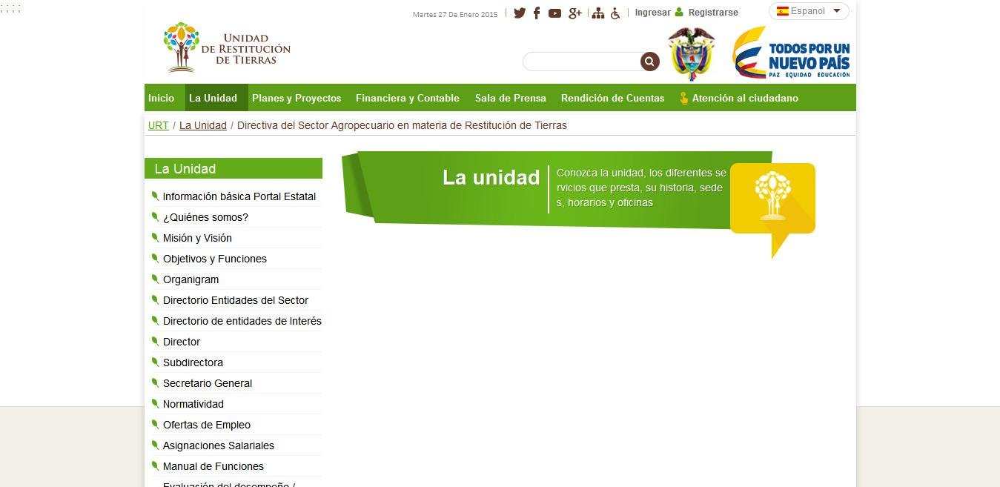 ; ; ; ;
Martes 27 De Enero 2015 Ingresar Registrarse Espanol
UNIDAD
DE RESTITUCIÓN
DE TIERRAS
TODOS POR UN
NUEVO PAÍS
PAZ EQUIDAD EDUCACIÓN
Inicio La Unidad Planes y Proyectos Financiera y Contable Sala de Prensa Rendición de Cuentas Atención al ciudadano
URT / La Unidad / Directiva del Sector Agropecuario en materia de Restitución de Tierras
La Unidad
Información básica Portal Estatal
¿Quiénes somos?
Misión y Visión
Objetivos y Funciones
Organigram
Directorio Entidades del Sector
Directorio de entidades de Interés
Director
Subdirectora
Secretario General
Normatividad
Ofertas de Empleo
Asignaciones Salariales
Manual de Funciones
Evaluación del desempeño /
La unidad
Conozca la unidad, los diferentes se
rvicios que presta, su historia, sede
s, horarios y oficinas